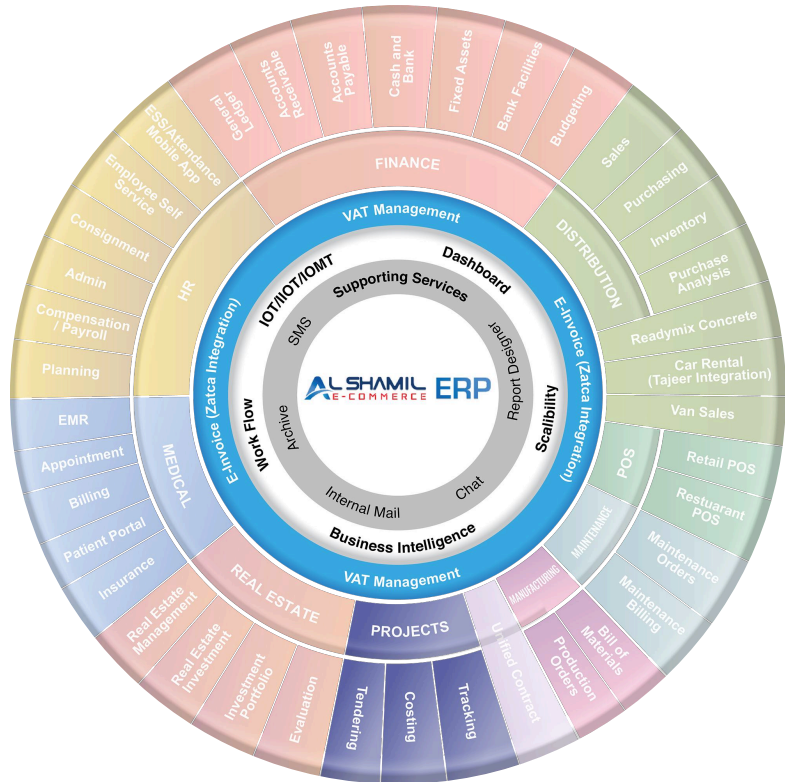 General
Ledger
Accounts
Receivable
Accounts
Payable
Cash and
Bank
Fixed Assets
Bank Facilities
Budgeting
FINANCE
Sales
Purchasing
Inventory
Purchase
Analysis
Readymix Concrete
Car Rental
(Tajeer Integration)
Van Sales
DISTRIBUTION
Retail POS
Restuarant
POS
POS
Maintenance
Orders
Maintenance
Billing
MAINTENANCE
Bill of
Materials
Production
Orders
MANUFACTURING
Unified Contract
Tracking
Costing
Tendering
PROJECTS
Evaluation
Investment
Portfolio
Real Estate
Investment
Real Estate
Management
REAL ESTATE
Insurance
Patient Portal
Billing
Appointment
EMR
MEDICAL
Planning
Compensation
/ Payroll
Admin
Consignment
Employee Self
Service
ESS/Attendance
Mobile App
HR
VAT Management
E-Invoice (Zatca Integration)
VAT Management
E-Invoice (Zatca Integration)
IOT/IIOT/IOMT
Dashboard
Scalibility
Business Intelligence
Work Flow
Supporting Services
SMS
Report Designer
Chat
Internal Mail
Archive
AL SHAMIL
E-COMMERCE
ERP